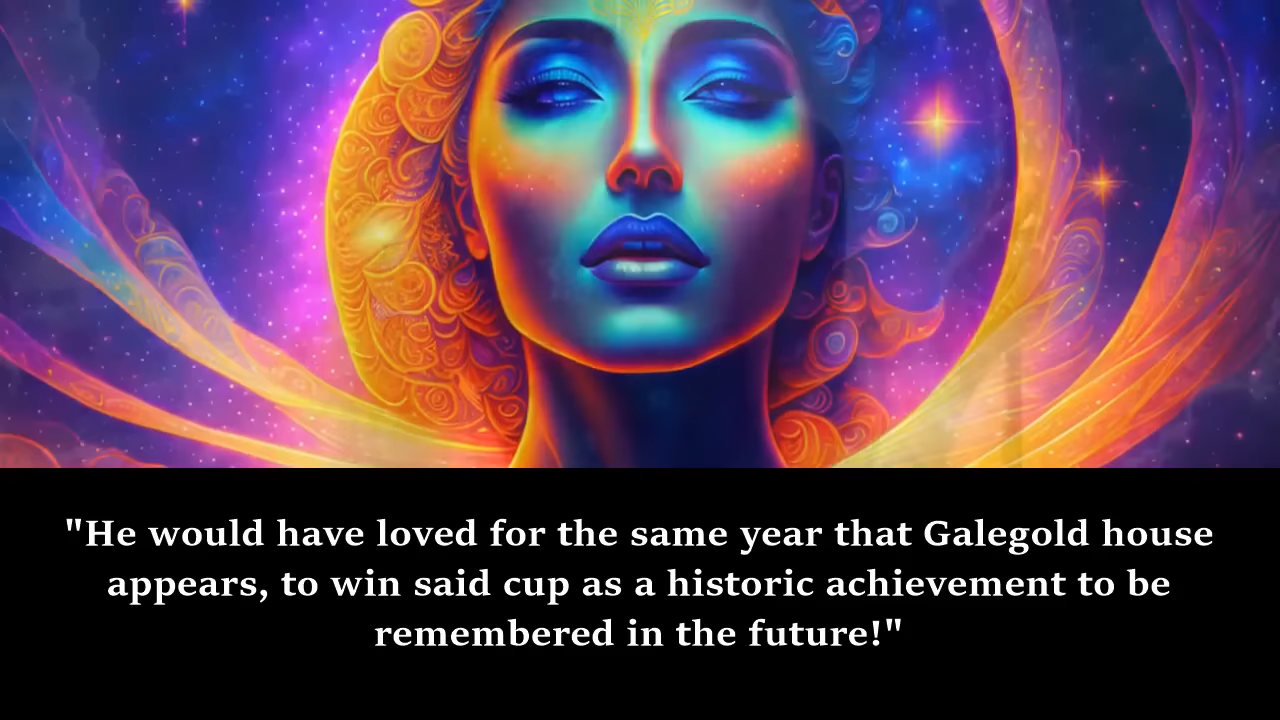 "He would have loved for the same year that Galegold house
appears, to win said cup as a historic achievement to be
remembered in the future!"